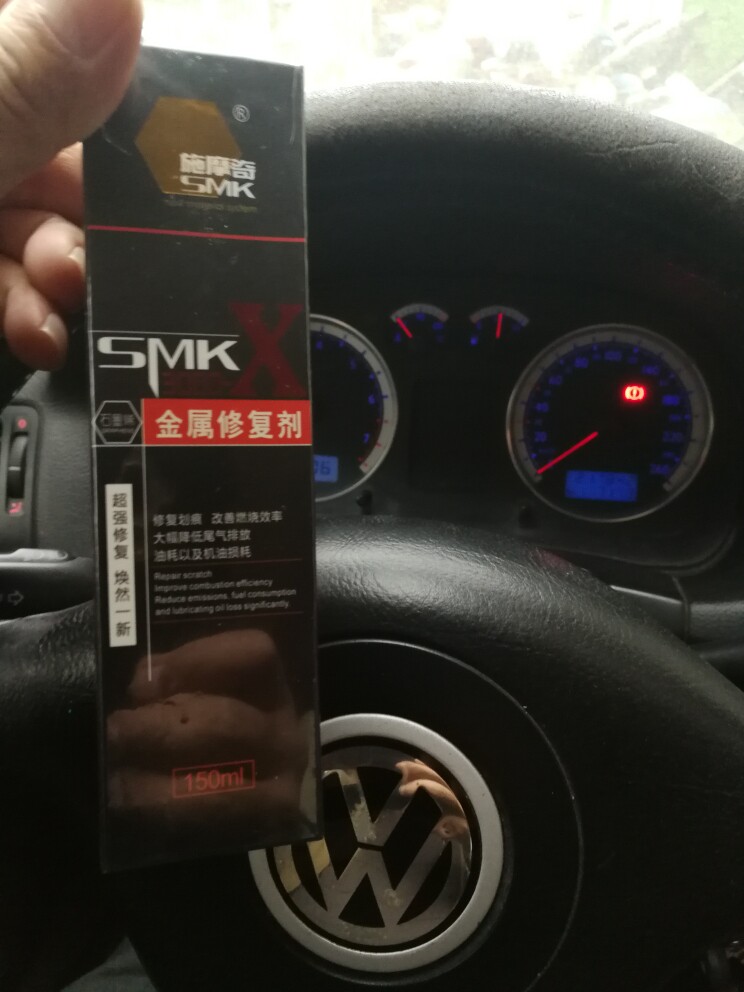 ®
施摩奇
SMK
SMK
X
石墨烯
金属修复剂
超强修复 焕然一新
修复划痕 改善燃烧效率
大幅降低尾气排放
油耗以及机油损耗
Repair scratch
Improve combustion efficiency
Reduce emissions, fuel consumption
and lubricating oil loss significantly.
150ml